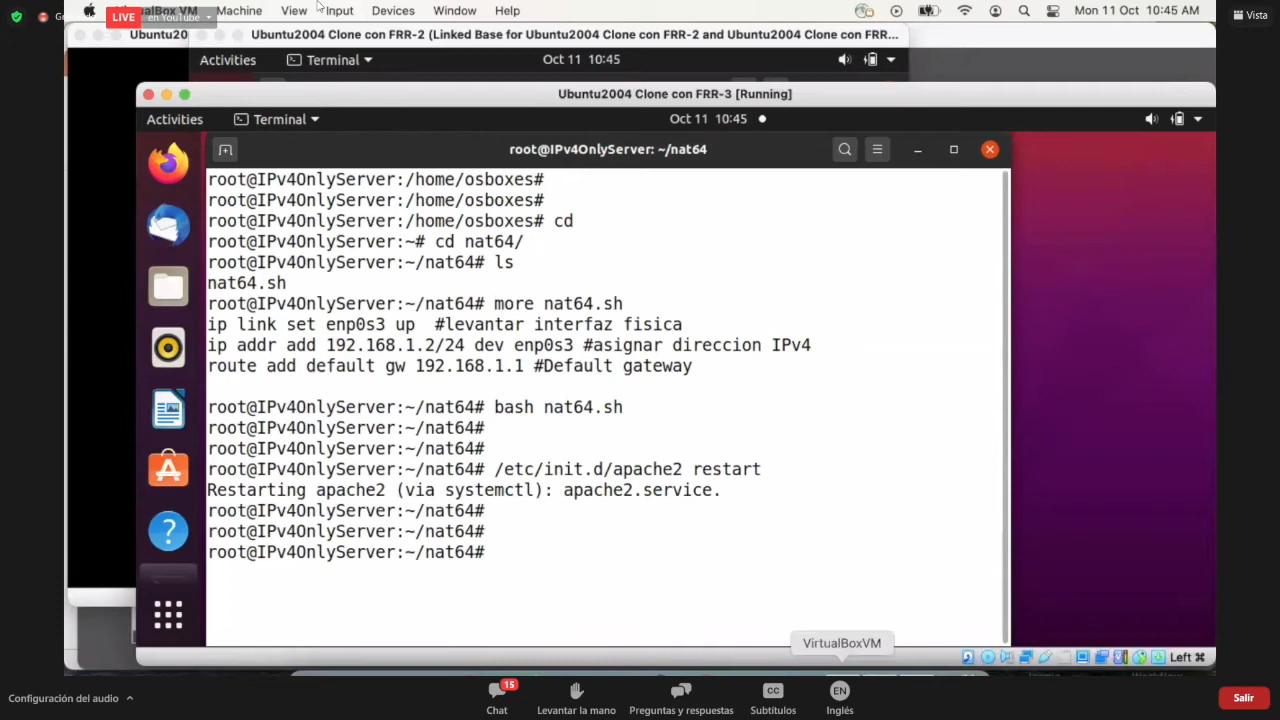 VirtualBox VM Machine View Input Devices Window Help Mon 11 Oct 10:45 AM
LIVE en YouTube
Vista
Ubuntu20
Ubuntu2004 Clone con FRR-2 (Linked Base for Ubuntu2004 Clone con FRR-2 and Ubuntu2004 Clone con FRR...
Activities Terminal Oct 11 10:45
Ubuntu2004 Clone con FRR-3 [Running]
Activities Terminal Oct 11 10:45
root@IPv4OnlyServer: ~/nat64
root@IPv4OnlyServer:/home/osboxes#
root@IPv4OnlyServer:/home/osboxes#
root@IPv4OnlyServer:/home/osboxes# cd
root@IPv4OnlyServer:~# cd nat64/
root@IPv4OnlyServer:~/nat64# ls
nat64.sh
root@IPv4OnlyServer:~/nat64# more nat64.sh
ip link set enp0s3 up  #levantar interfaz fisica
ip addr add 192.168.1.2/24 dev enp0s3 #asignar direccion IPv4
route add default gw 192.168.1.1 #Default gateway
root@IPv4OnlyServer:~/nat64# bash nat64.sh
root@IPv4OnlyServer:~/nat64#
root@IPv4OnlyServer:~/nat64#
root@IPv4OnlyServer:~/nat64# /etc/init.d/apache2 restart
Restarting apache2 (via systemctl): apache2.service.
root@IPv4OnlyServer:~/nat64#
root@IPv4OnlyServer:~/nat64#
root@IPv4OnlyServer:~/nat64#
VirtualBoxVM
Left ⌘
Configuración del audio
15
Chat
Levantar la mano
Preguntas y respuestas
CC
Subtítulos
EN
Inglés
Salir